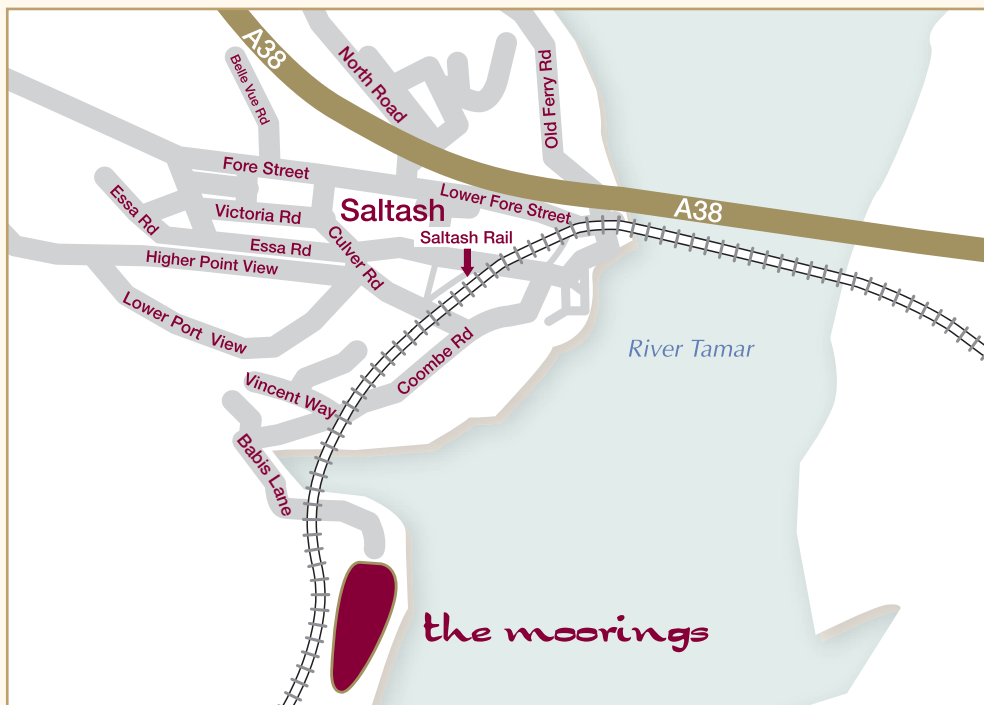 A38
North Road
Old Ferry Rd
Belle Vue Rd
Fore Street
Lower Fore Street
A38
Essa Rd
Victoria Rd
Saltash
Saltash Rail
Essa Rd
Culver Rd
Higher Point View
Lower Port View
River Tamar
Coombe Rd
Vincent Way
Babis Lane
the moorings